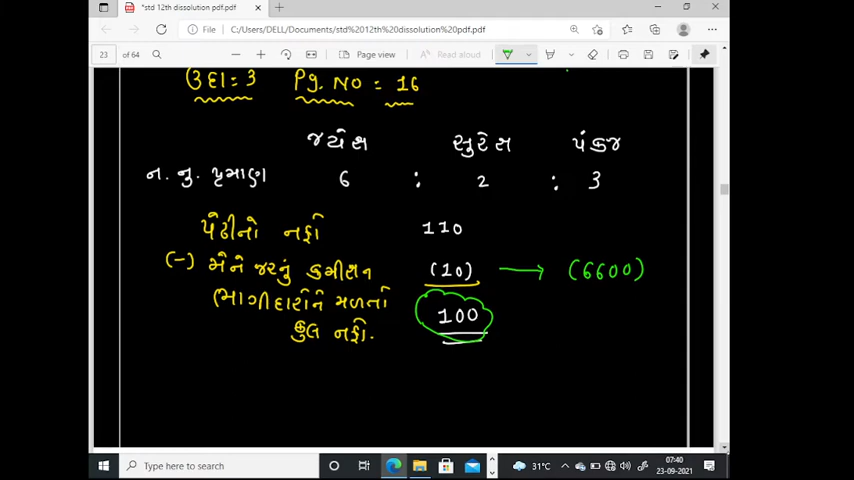 *std 12th dissolution pdf.pdf
File C:/Users/DELL/Documents/std%2012th%20dissolution%20pdf.pdf
23 of 64 Page view Read aloud
ઉદા=3 Pg. NO = 16
જયેશ સુરેશ પંકજ
ન. નુ. પ્રમાણ 6 : 2 : 3
પેઢીનો નફો 110
(-) મેનેજરનું કમીશન (10) → (6600)
ભાગીદારોને મળતો 100
કુલ નફો.
Type here to search 31°C 07:40
23-09-2021